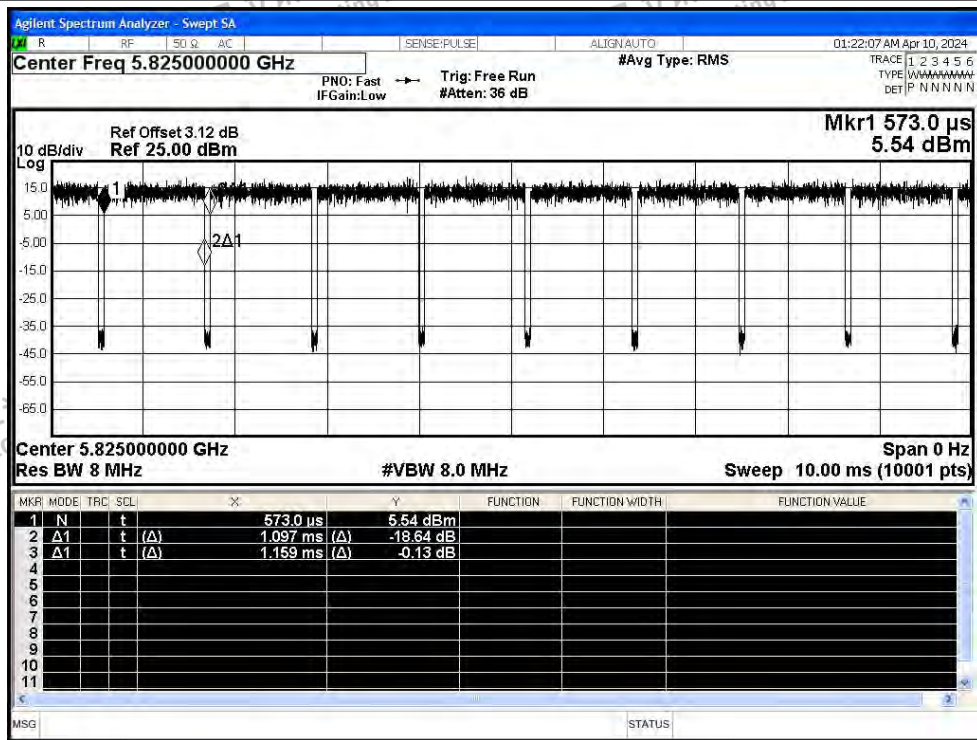 Agilent Spectrum Analyzer - Swept SA
R RF 50 Ω AC SENSE:PULSE ALIGN AUTO 01:22:07 AM Apr 10, 2024
Center Freq 5.825000000 GHz #Avg Type: RMS TRACE 1 2 3 4 5 6
PNO: Fast Trig: Free Run TYPE
IFGain:Low #Atten: 36 dB DET P N N N N N
Mkr1 573.0 µs
Ref Offset 3.12 dB
10 dB/div Ref 25.00 dBm 5.54 dBm
Log
15.0
1
5.00
-5.00
2Δ1
-15.0
-25.0
-35.0
-45.0
-55.0
-65.0
Center 5.825000000 GHz Span 0 Hz
Res BW 8 MHz #VBW 8.0 MHz Sweep 10.00 ms (10001 pts)
MKR MODE TRC SCL X Y FUNCTION FUNCTION WIDTH FUNCTION VALUE
1 N t 573.0 µs 5.54 dBm
2 Δ1 t (Δ) 1.097 ms (Δ) -18.64 dB
3 Δ1 t (Δ) 1.159 ms (Δ) -0.13 dB
4
5
6
7
8
9
10
11
MSG STATUS